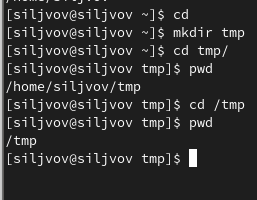 [siljvov@siljvov ~]$ cd
[siljvov@siljvov ~]$ mkdir tmp
[siljvov@siljvov ~]$ cd tmp/
[siljvov@siljvov tmp]$ pwd
/home/siljvov/tmp
[siljvov@siljvov tmp]$ cd /tmp
[siljvov@siljvov tmp]$ pwd
/tmp
[siljvov@siljvov tmp]$